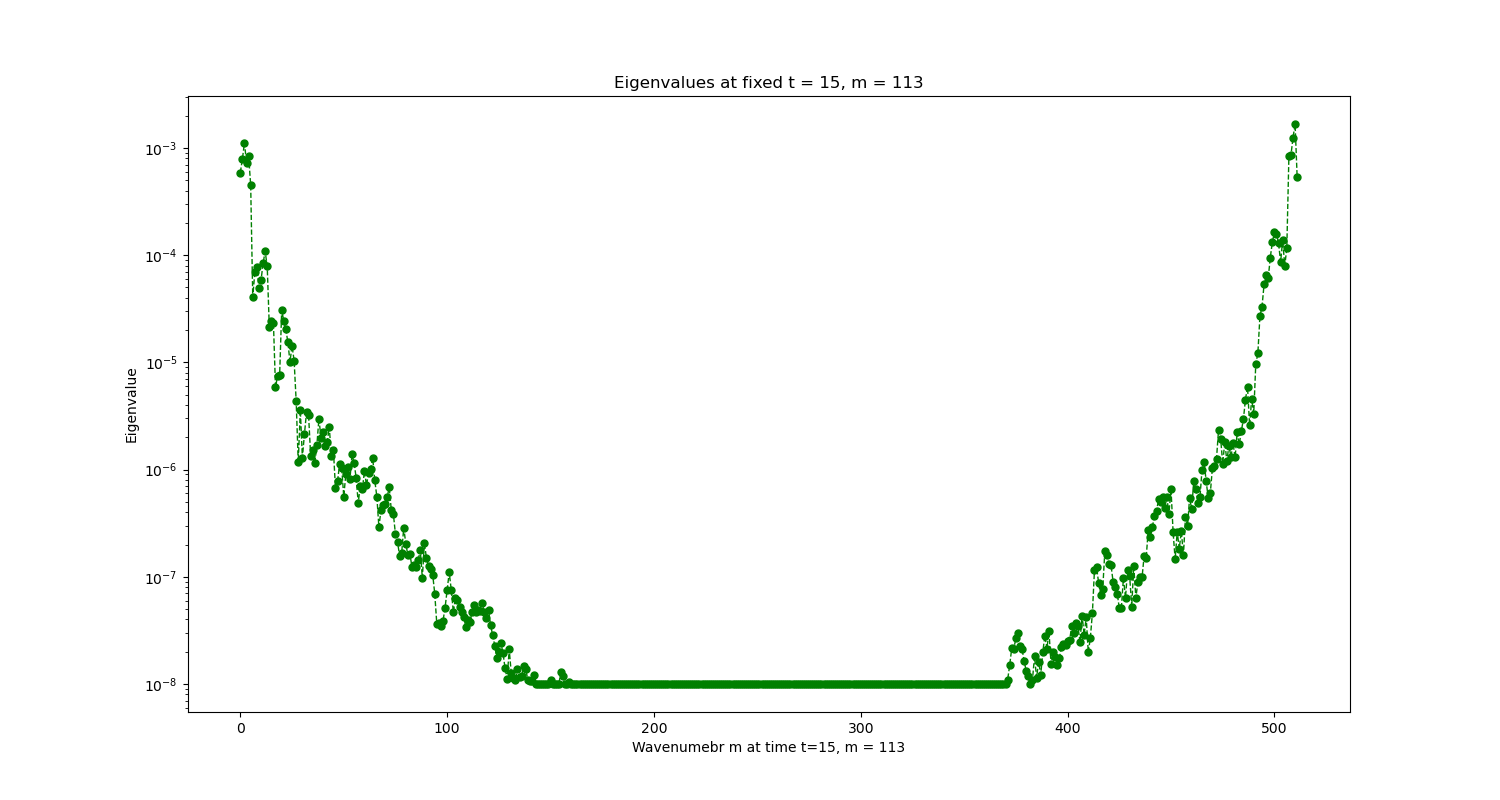 Eigenvalues at fixed t = 15, m = 113
10⁻³
10⁻⁴
10⁻⁵
10⁻⁶
10⁻⁷
10⁻⁸
Eigenvalue
0 100 200 300 400 500
Wavenumebr m at time t=15, m = 113